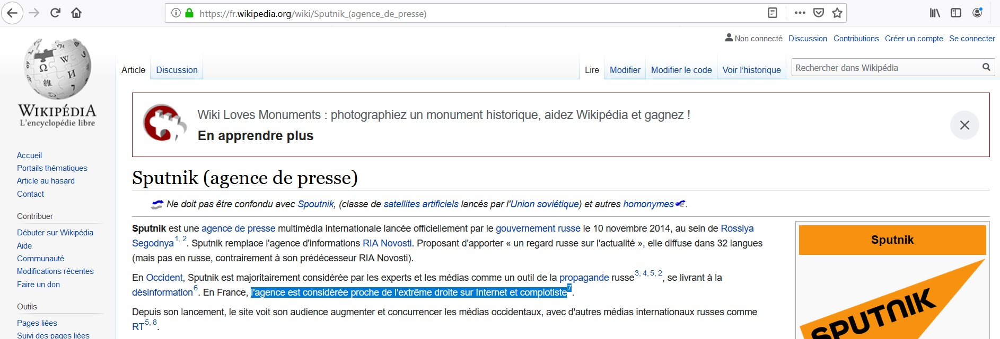 https://fr.wikipedia.org/wiki/Sputnik_(agence_de_presse)
Non connecté Discussion Contributions Créer un compte Se connecter
Article Discussion Lire Modifier Modifier le code Voir l’historique Rechercher dans Wikipédia
WIKIPÉDIA
L'encyclopédie libre
Wiki Loves Monuments : photographiez un monument historique, aidez Wikipédia et gagnez !
En apprendre plus
Accueil
Portails thématiques
Article au hasard
Contact
Contribuer
Débuter sur Wikipédia
Aide
Communauté
Modifications récentes
Faire un don
Outils
Pages liées
Suivi des pages liées
Sputnik (agence de presse)
Ne doit pas être confondu avec Spoutnik, (classe de satellites artificiels lancés par l'Union soviétique) et autres homonymes.
Sputnik est une agence de presse multimédia internationale lancée officiellement par le gouvernement russe le 10 novembre 2014, au sein de Rossiya
Segodnya1, 2. Sputnik remplace l'agence d'informations RIA Novosti. Proposant d'apporter « un regard russe sur l'actualité », elle diffuse dans 32 langues
(mais pas en russe, contrairement à son prédécesseur RIA Novosti).
En Occident, Sputnik est majoritairement considérée par les experts et les médias comme un outil de la propagande russe3, 4, 5, 2, se livrant à la
désinformation6. En France, l'agence est considérée proche de l'extrême droite sur Internet et complotiste7.
Depuis son lancement, le site voit son audience augmenter et concurrencer les médias occidentaux, avec d'autres médias internationaux russes comme
RT5, 8.
Sputnik
SPUTNIK